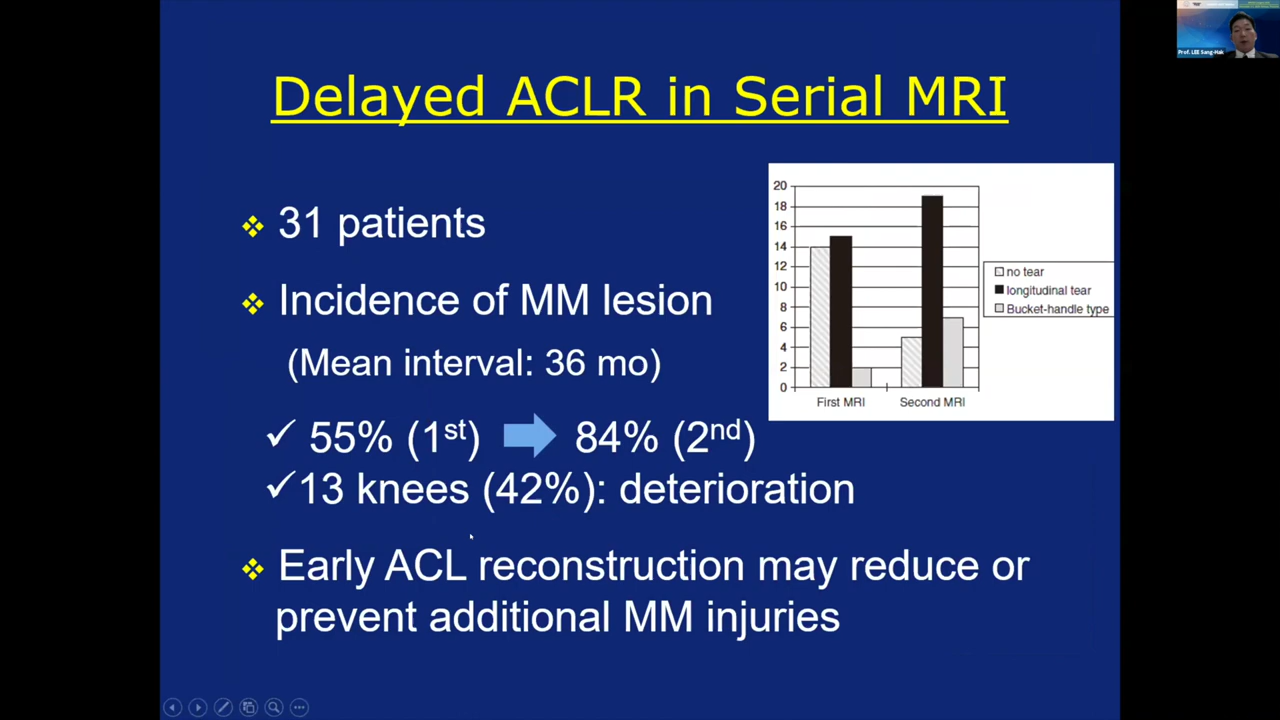 Delayed ACLR in Serial MRI
31 patients
Incidence of MM lesion
(Mean interval: 36 mo)
✓ 55% (1st) 84% (2nd)
✓13 knees (42%): deterioration
Early ACL reconstruction may reduce or
prevent additional MM injuries
20
18
16
14
12
10
8
6
4
2
0
First MRI Second MRI
no tear
longitudinal tear
Bucket-handle type
Prof. LEE Sang-Hak